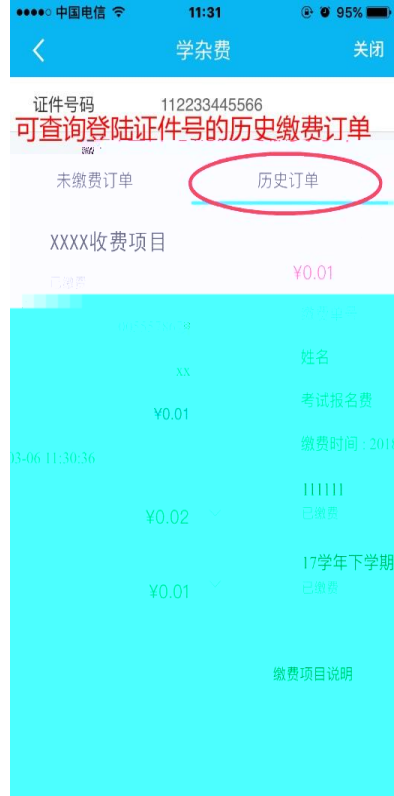 中国电信 11:31 95%
学杂费 关闭
证件号码 112233445566
可查询登陆证件号的历史缴费订单
未缴费订单 历史订单
XXXX收费项目
¥0.01
已缴费
姓名
xx
考试报名费
¥0.01
缴费时间 : 201
03-06 11:30:36
111111
¥0.02
已缴费
17学年下学期
¥0.01
已缴费
缴费项目说明